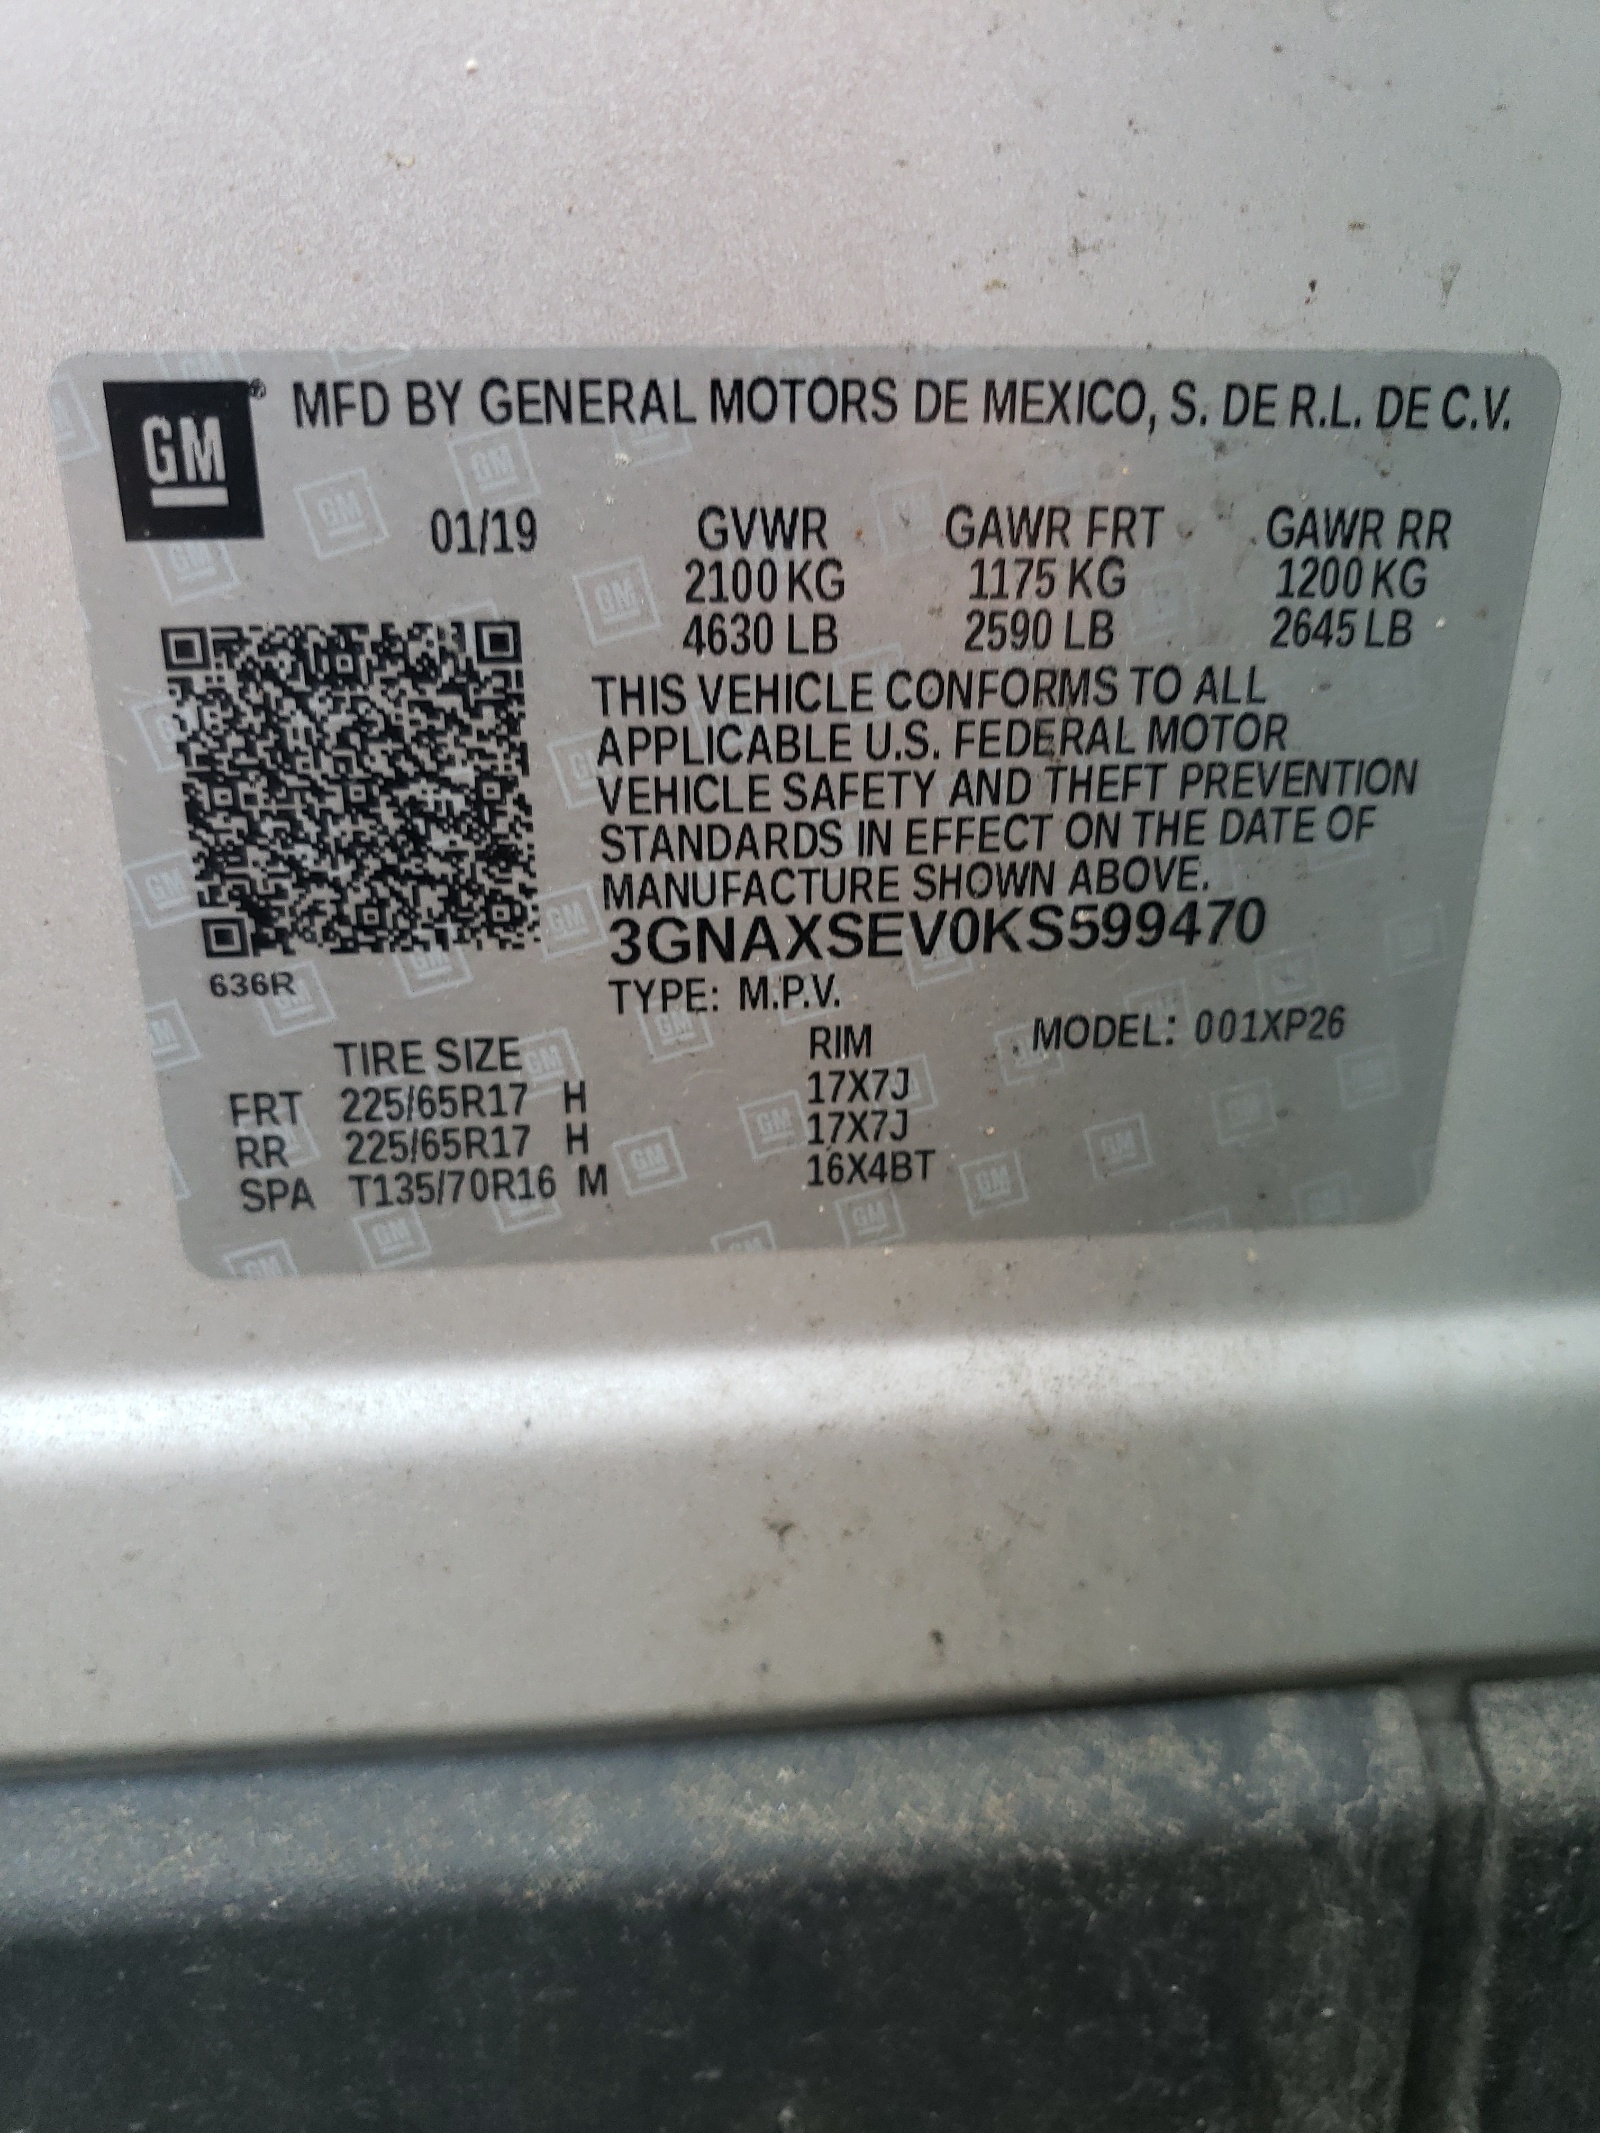 GM® MFD BY GENERAL MOTORS DE MEXICO, S. DE R.L. DE C.V.
01/19 GVWR GAWR FRT GAWR RR
2100 KG 1175 KG 1200 KG
4630 LB 2590 LB 2645 LB
THIS VEHICLE CONFORMS TO ALL
APPLICABLE U.S. FEDERAL MOTOR
VEHICLE SAFETY AND THEFT PREVENTION
STANDARDS IN EFFECT ON THE DATE OF
MANUFACTURE SHOWN ABOVE.
3GNAXSEV0KS599470
636R
TYPE: M.P.V.
MODEL: 001XP26
TIRE SIZE RIM
FRT 225/65R17 H 17X7J
RR 225/65R17 H 17X7J
SPA T135/70R16 M 16X4BT